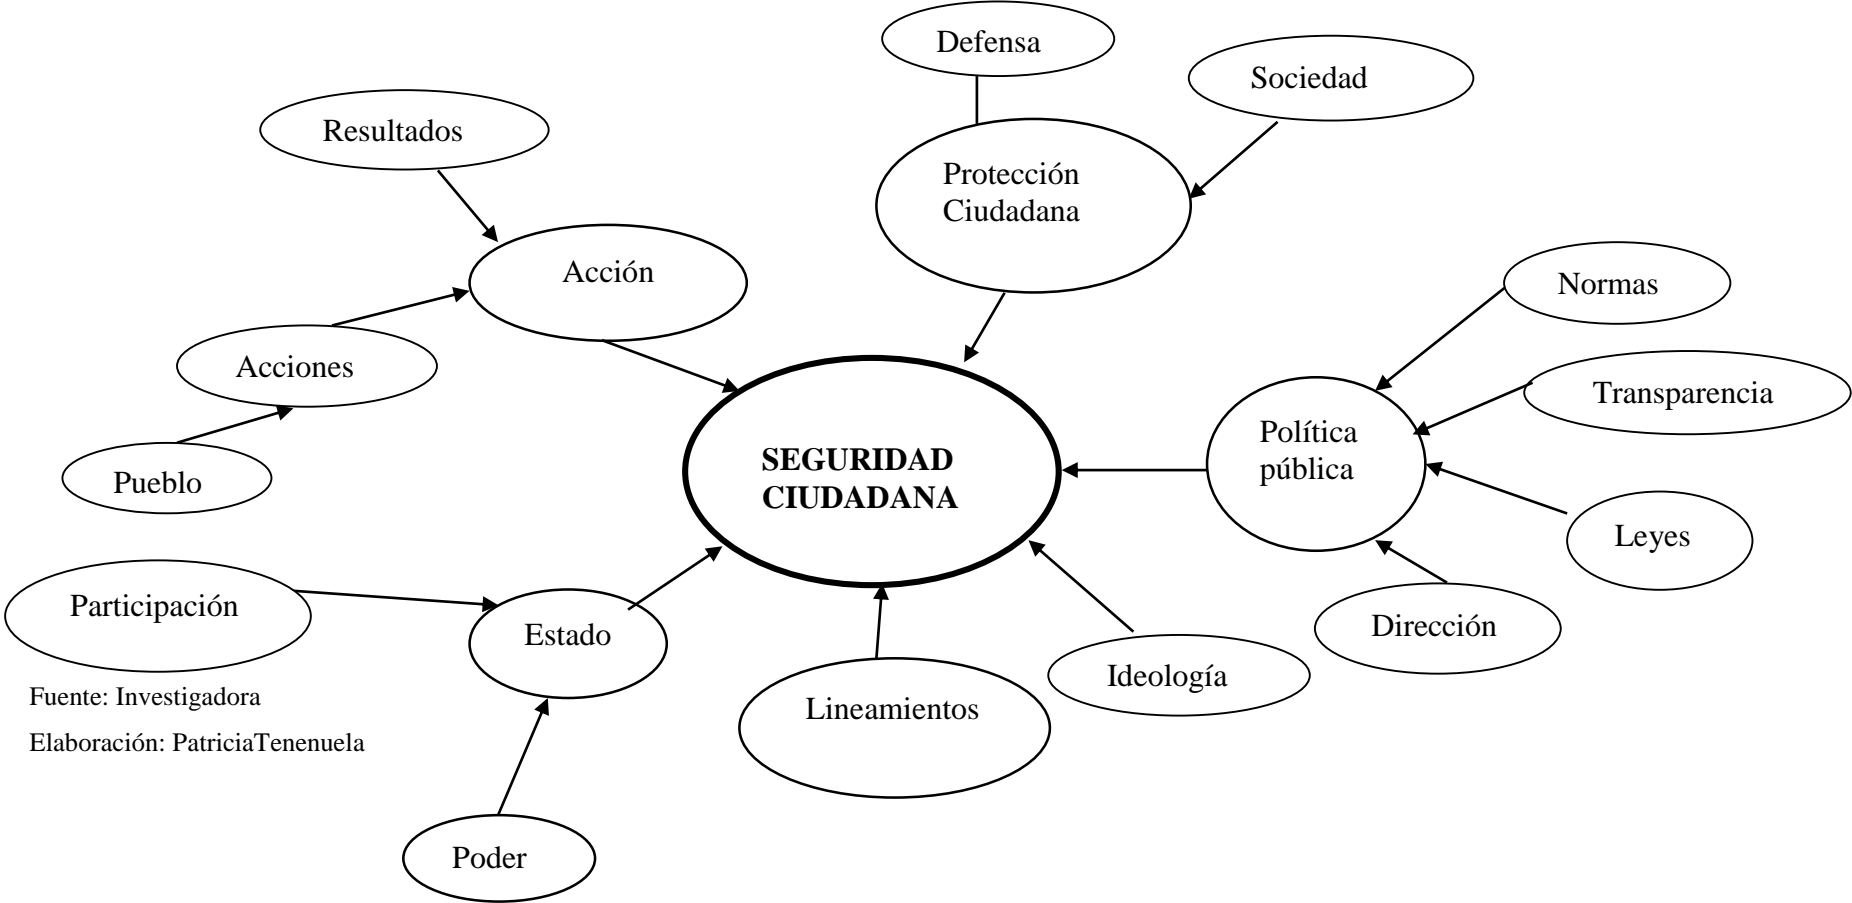 Defensa
Sociedad
Resultados
Protección
Ciudadana
Acción
Normas
Acciones
Transparencia
Política
pública
SEGURIDAD
CIUDADANA
Pueblo
Leyes
Participación
Estado
Dirección
Ideología
Lineamientos
Fuente: Investigadora
Elaboración: PatriciaTenenuela
Poder